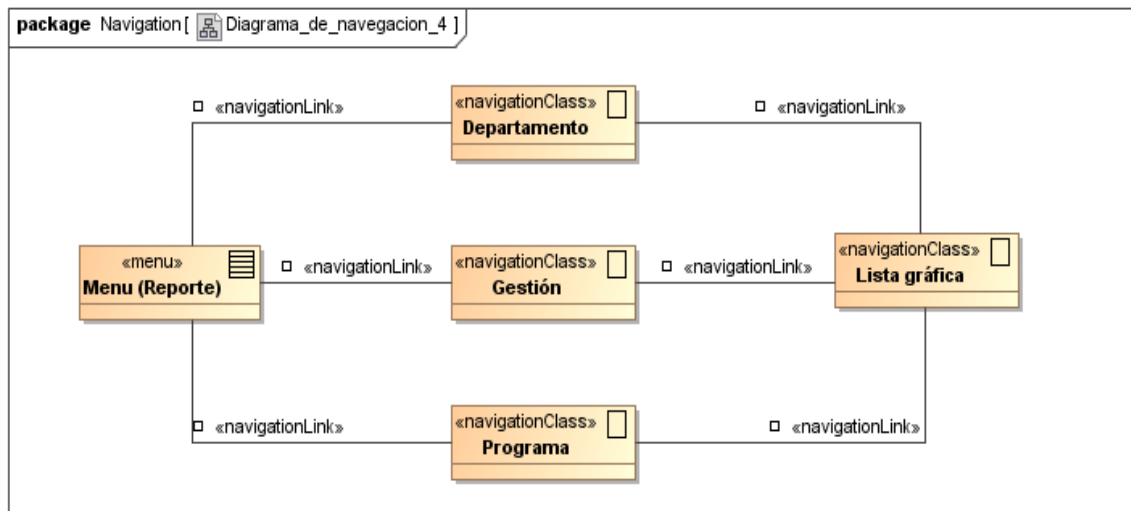 package Navigation [ Diagrama_de_navegacion_4 ]
«navigationLink»
«navigationClass»
Departamento
«navigationLink»
«menu»
Menu (Reporte)
«navigationLink»
«navigationClass»
Gestión
«navigationLink»
«navigationClass»
Lista gráfica
«navigationLink»
«navigationClass»
Programa
«navigationLink»